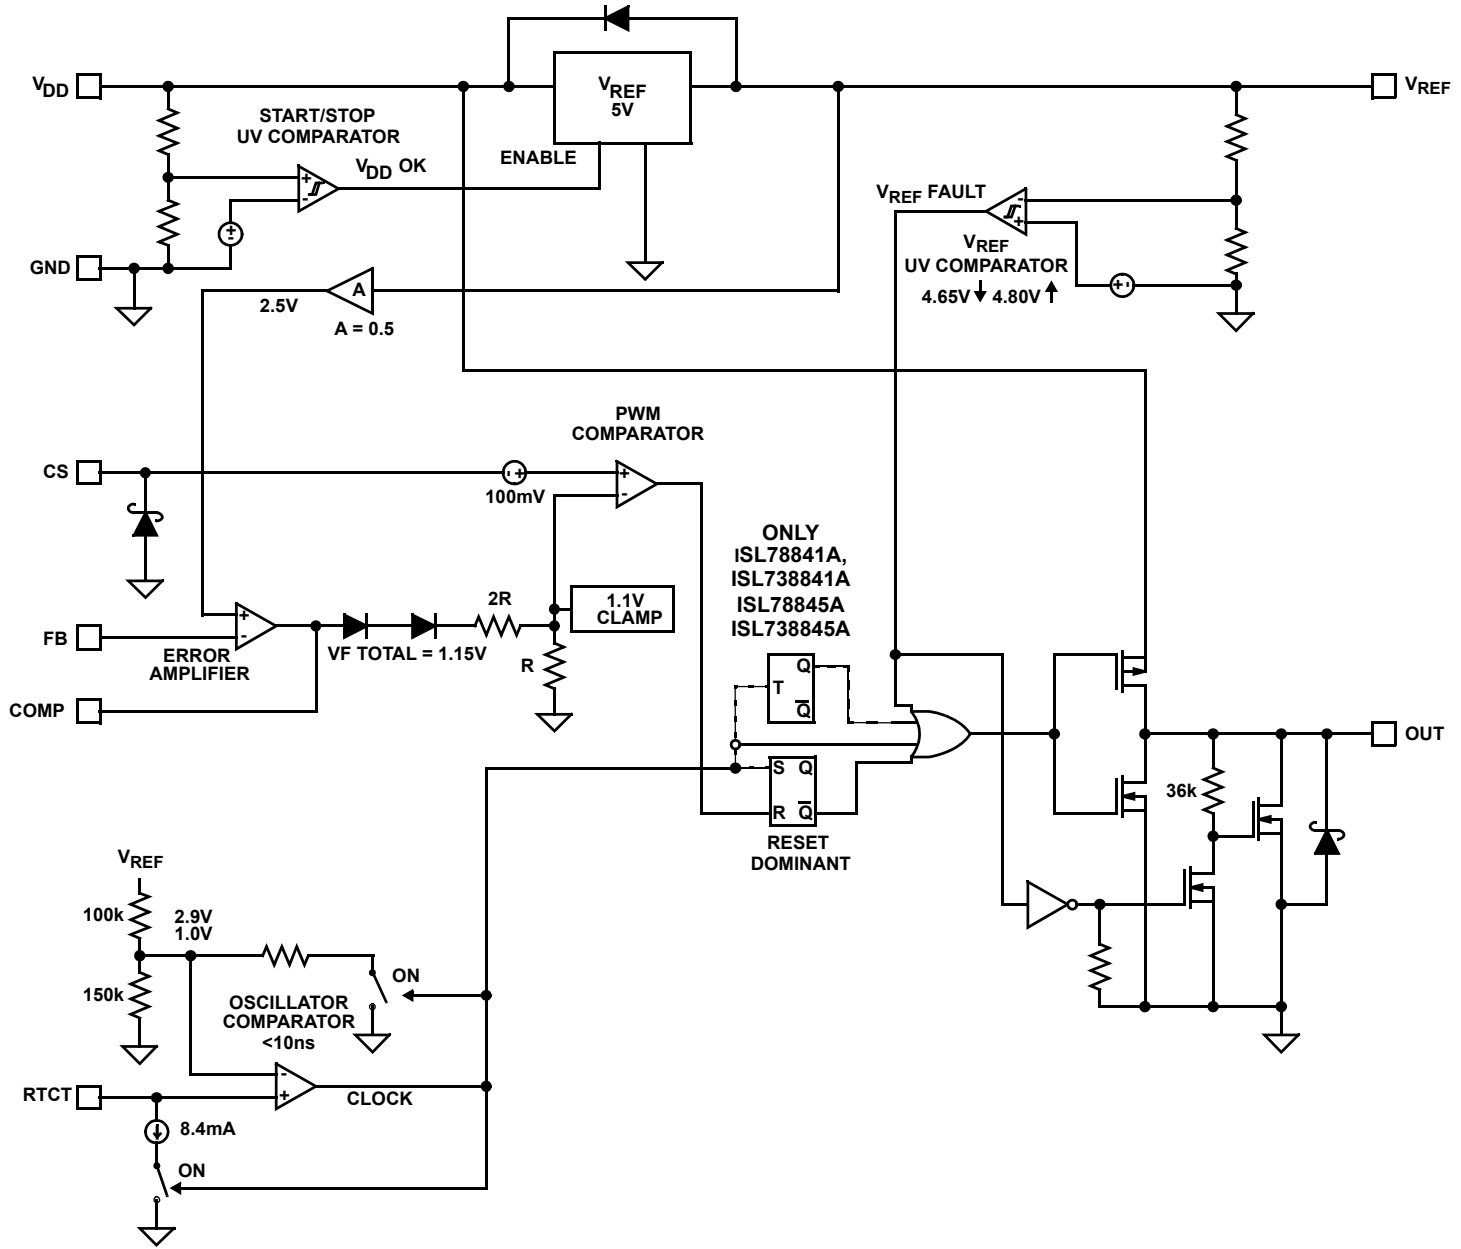 VDD
VREF
5V
VREF
START/STOP
UV COMPARATOR
VDD OK
ENABLE
+
-
+
-
VREF FAULT
-
+
VREF
UV COMPARATOR
4.65V 4.80V
+ -
GND
2.5V
A
A = 0.5
PWM
COMPARATOR
CS
- +
100mV
+
-
ONLY
ISL78841A,
ISL738841A
ISL78845A
ISL738845A
2R
1.1V
CLAMP
+
-
FB
ERROR
AMPLIFIER
VF TOTAL = 1.15V
R
COMP
Q
T
Q
S Q
R Q
RESET
DOMINANT
OUT
36k
VREF
100k
2.9V
1.0V
150k
ON
OSCILLATOR
COMPARATOR
<10ns
-
+
RTCT
CLOCK
8.4mA
ON